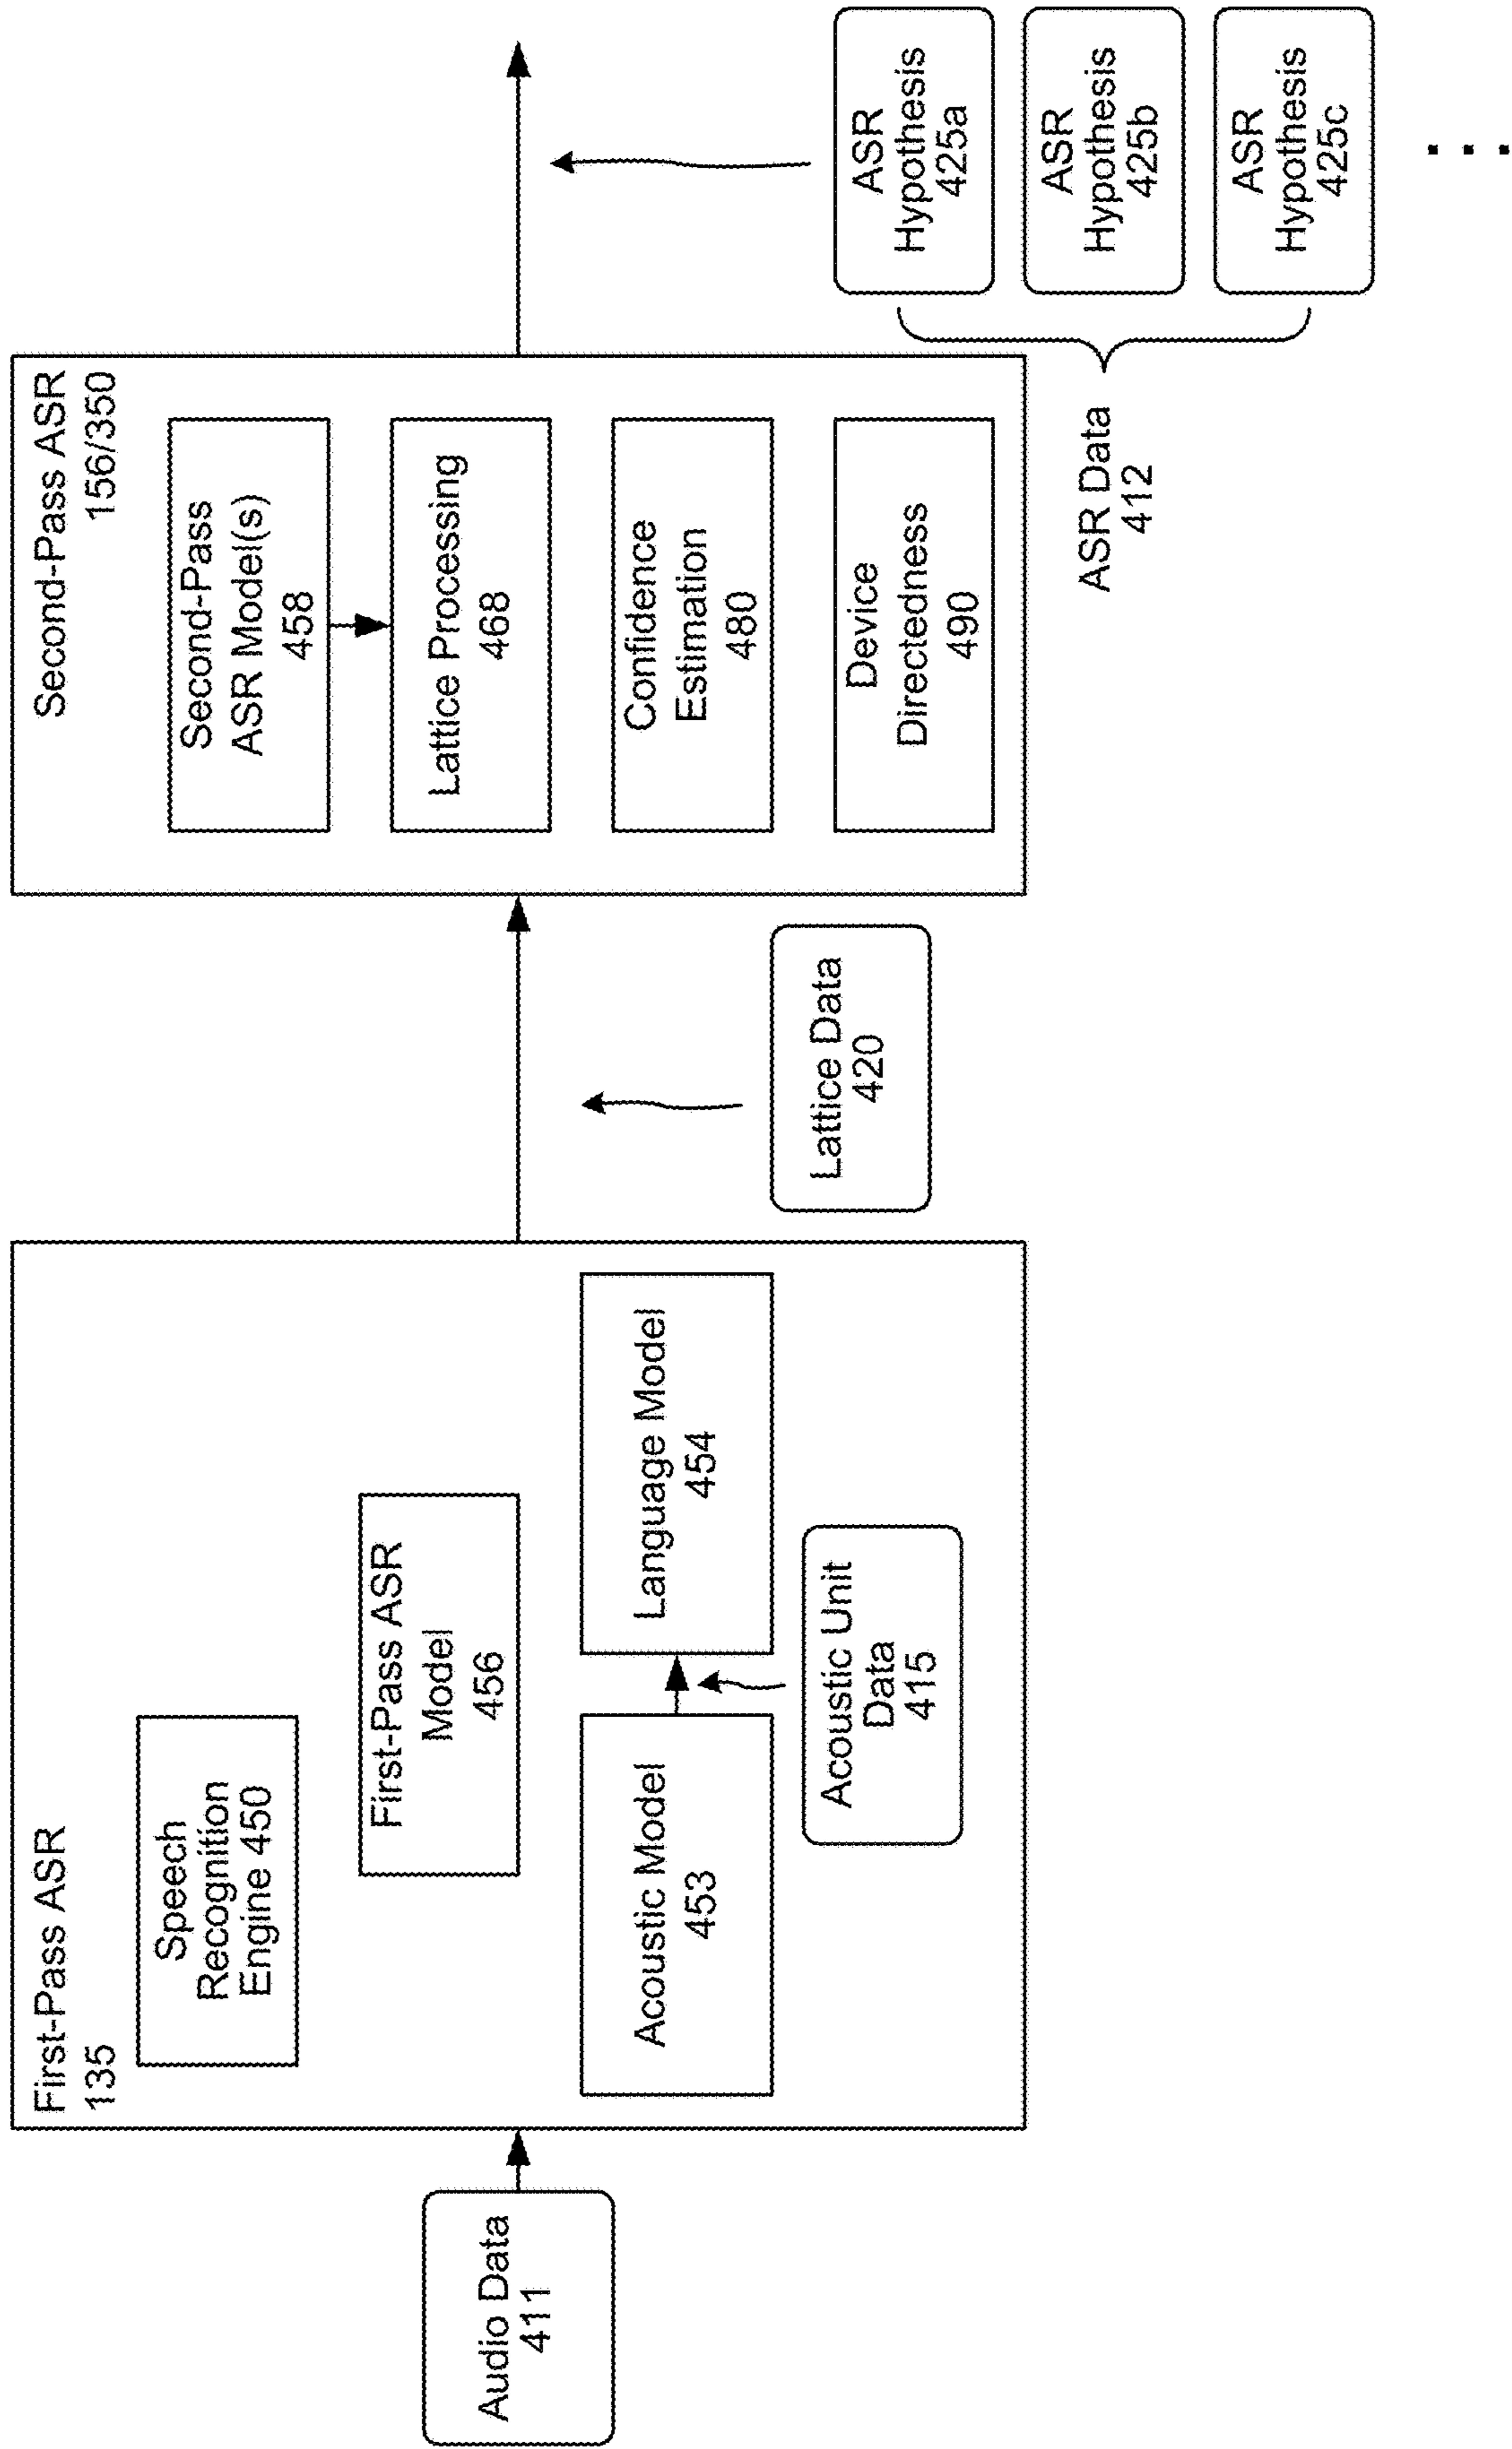 Audio Data
411
First-Pass ASR
135
Speech
Recognition
Engine 450
First-Pass ASR
Model
456
Acoustic Model
453
Language Model
454
Acoustic Unit
Data
415
Lattice Data
420
Second-Pass ASR
156/350
Second-Pass
ASR Model(s)
458
Lattice Processing
468
Confidence
Estimation
480
Device
Directedness
490
ASR Data
412
ASR
Hypothesis
425a
ASR
Hypothesis
425b
ASR
Hypothesis
425c